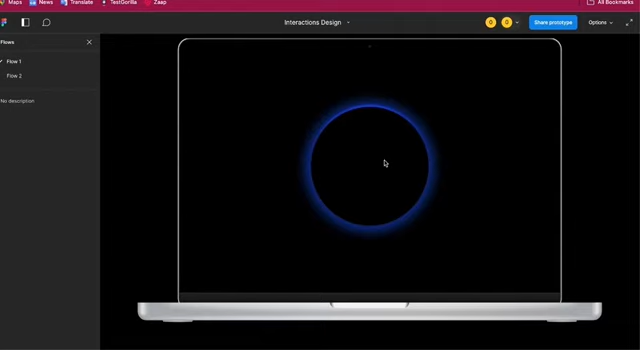 Maps
News
Translate
TestGorilla
Zaap
All Bookmarks
Interactions Design
Share prototype
Options
Flows
Flow 1
Flow 2
No description